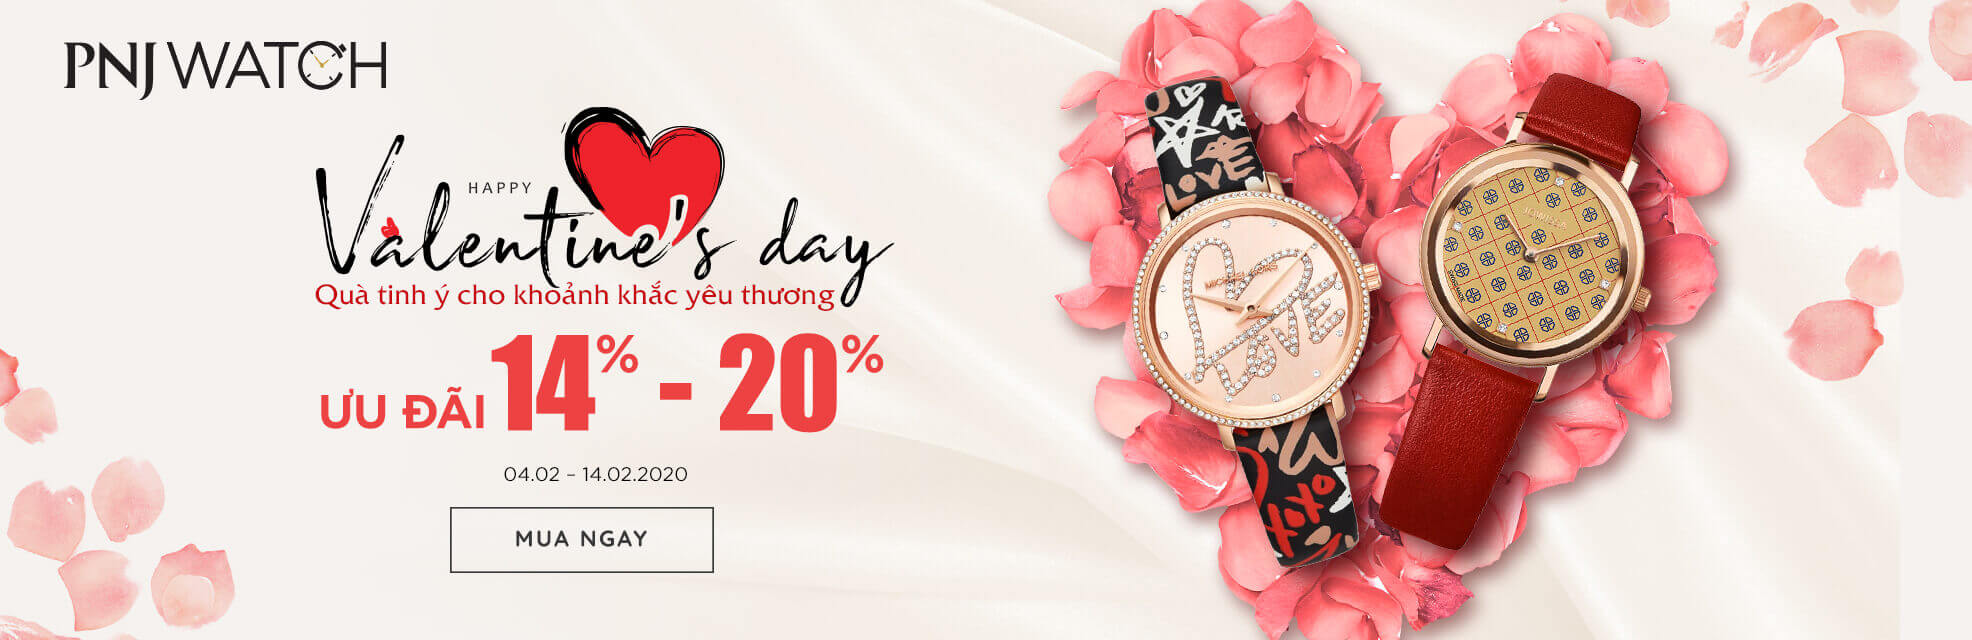 PNJ WATCH
HAPPY
Valentine's day
Quà tinh ý cho khoảnh khắc yêu thương
ƯU ĐÃI 14% - 20%
04.02 – 14.02.2020
MUA NGAY
LOVE
MICHAEL KORS
LOVE
XOXO